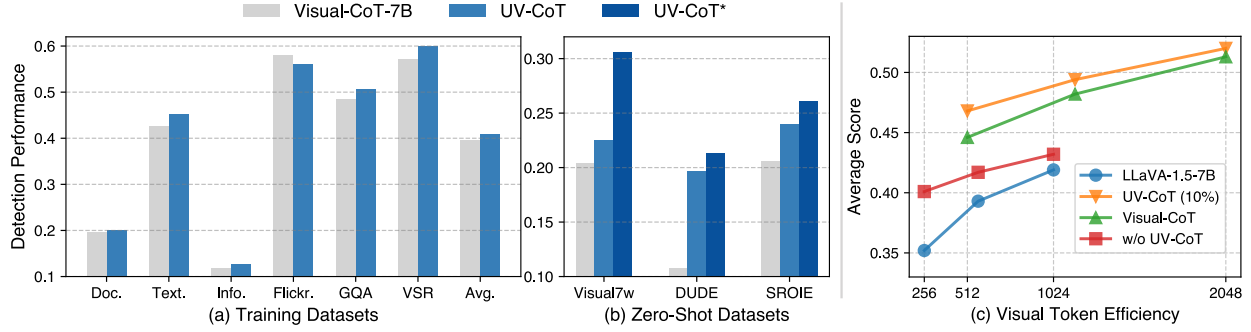 Visual-CoT-7B UV-CoT UV-CoT*
Detection Performance
0.6
0.5
0.4
0.3
0.2
0.1
Doc. Text. Info. Flickr. GQA VSR Avg.
(a) Training Datasets
0.30
0.25
0.20
0.15
0.10
Visual7w DUDE SROIE
(b) Zero-Shot Datasets
Average Score
0.50
0.45
0.40
0.35
LLaVA-1.5-7B
UV-CoT (10%)
Visual-CoT
w/o UV-CoT
256 512 1024 2048
(c) Visual Token Efficiency